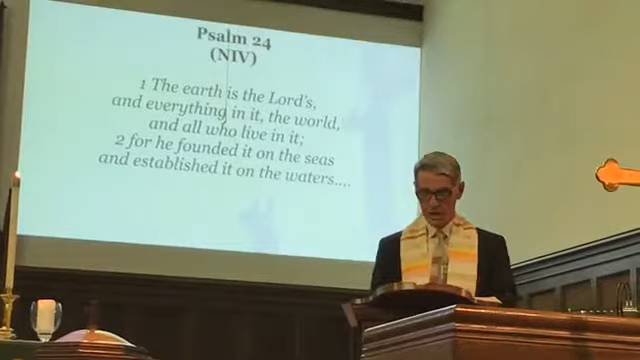 Psalm 24
(NIV)
1 The earth is the Lord's,
and everything in it, the world,
and all who live in it;
2 for he founded it on the seas
and established it on the waters....